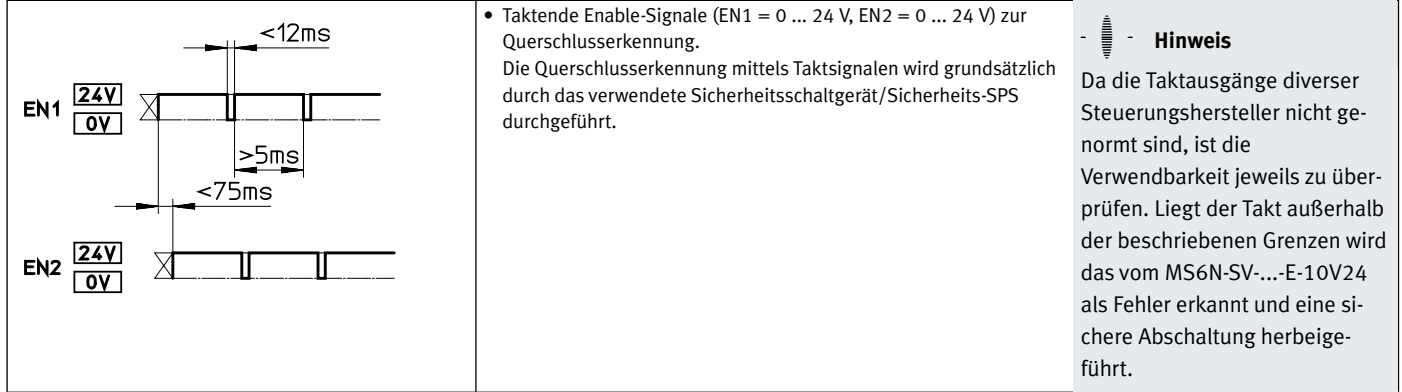 <12ms
EN1
24V
0V
>5ms
<75ms
EN2
24V
0V
• Taktende Enable-Signale (EN1 = 0 ... 24 V, EN2 = 0 ... 24 V) zur
Querschlusserkennung.
Die Querschlusserkennung mittels Taktsignalen wird grundsätzlich
durch das verwendete Sicherheitsschaltgerät/Sicherheits-SPS
durchgeführt.
Hinweis
Da die Taktausgänge diverser
Steuerungshersteller nicht ge-
normt sind, ist die
Verwendbarkeit jeweils zu über-
prüfen. Liegt der Takt außerhalb
der beschriebenen Grenzen wird
das vom MS6N-SV-...-E-10V24
als Fehler erkannt und eine si-
chere Abschaltung herbeige-
führt.